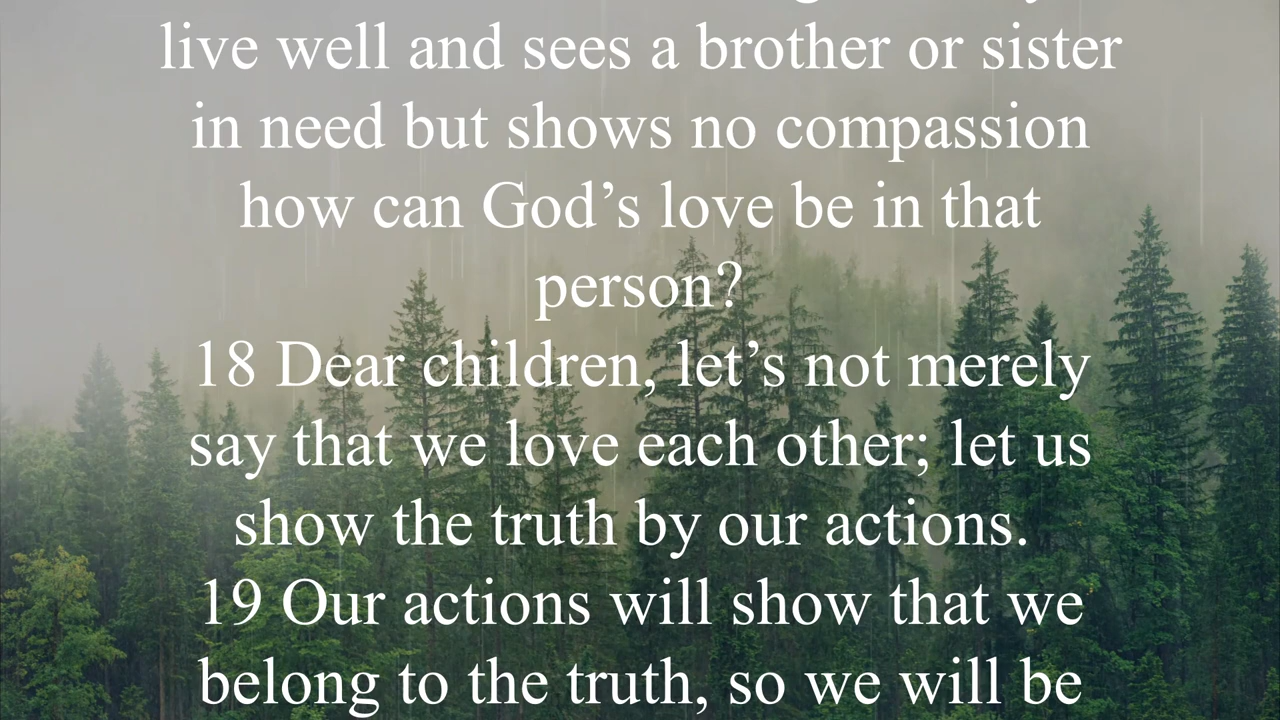 live well and sees a brother or sister
in need but shows no compassion
how can God’s love be in that
person?
18 Dear children, let’s not merely
say that we love each other; let us
show the truth by our actions.
19 Our actions will show that we
belong to the truth, so we will be